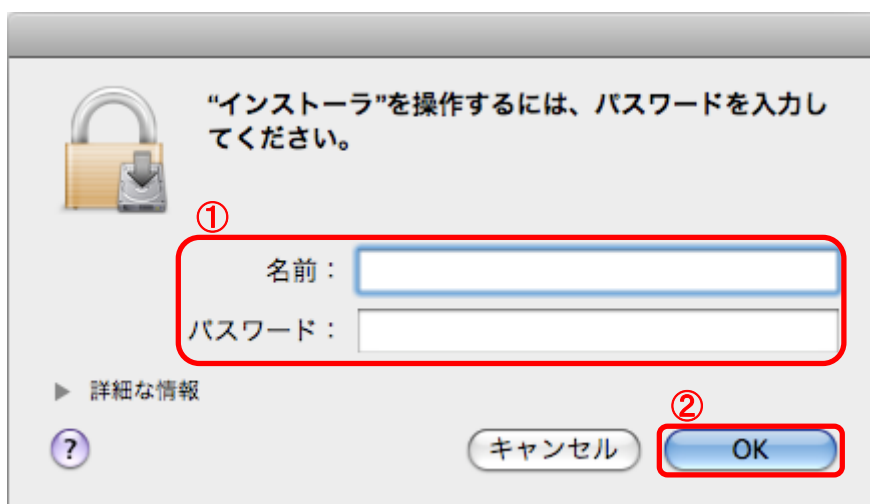 “インストーラ”を操作するには、パスワードを入力し
てください。
①
名前：
パスワード：
▶ 詳細な情報
②
?
キャンセル
OK